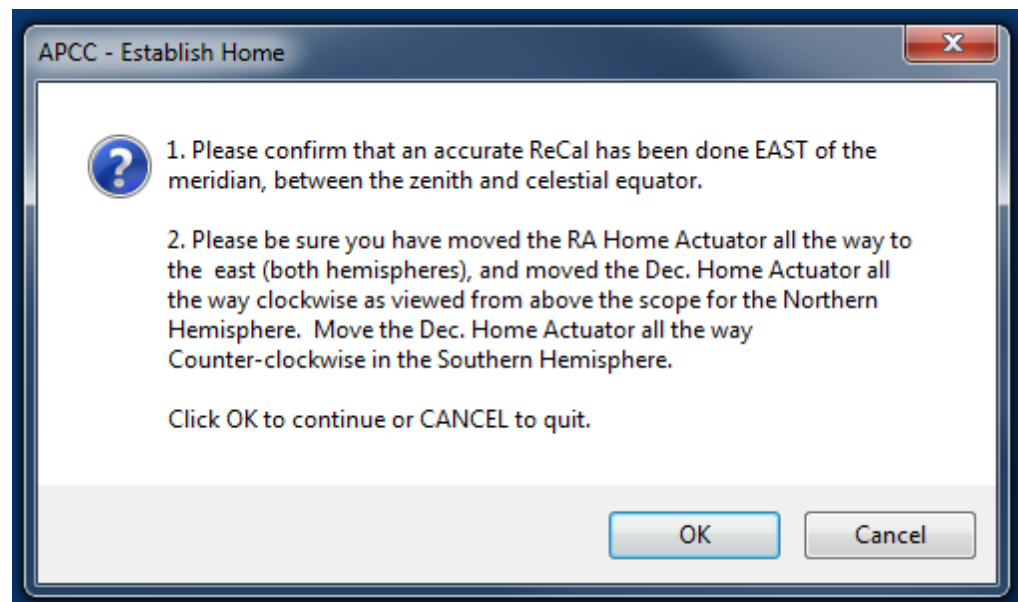 APCC - Establish Home
1. Please confirm that an accurate ReCal has been done EAST of the
meridian, between the zenith and celestial equator.
2. Please be sure you have moved the RA Home Actuator all the way to
the  east (both hemispheres), and moved the Dec. Home Actuator all
the way clockwise as viewed from above the scope for the Northern
Hemisphere.  Move the Dec. Home Actuator all the way
Counter-clockwise in the Southern Hemisphere.
Click OK to continue or CANCEL to quit.
OK
Cancel